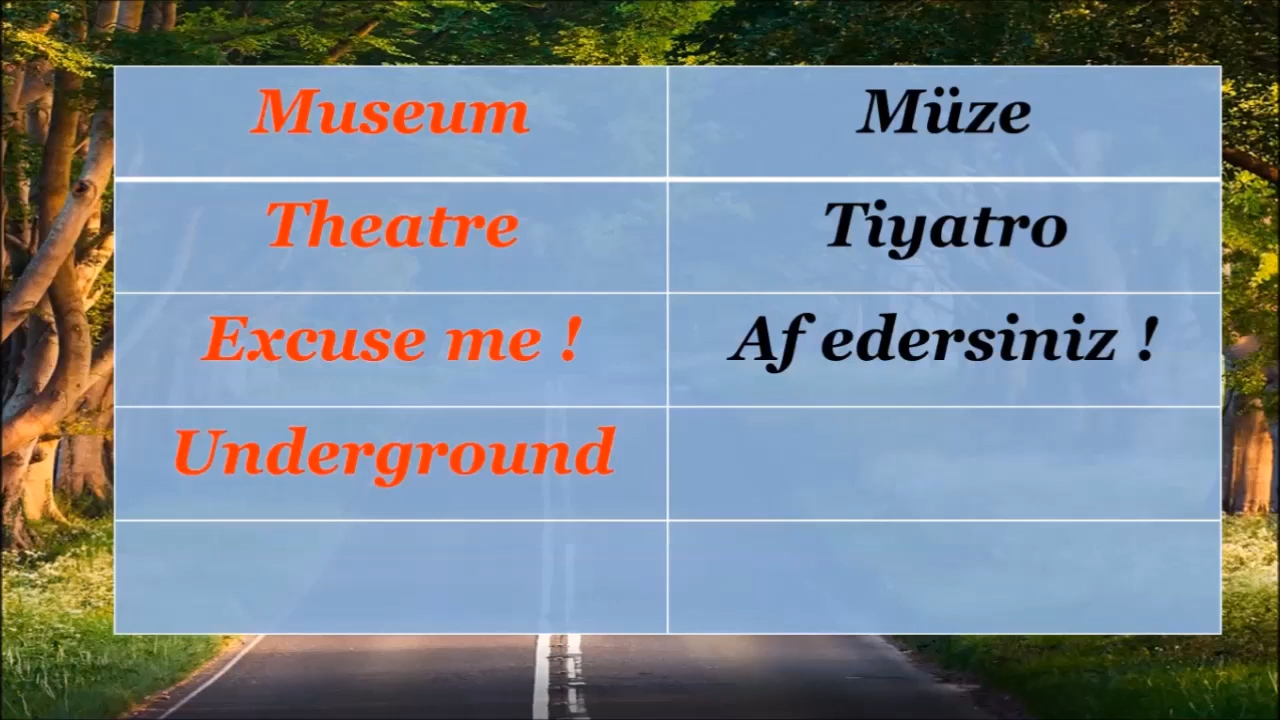 Museum Müze
Theatre Tiyatro
Excuse me ! Af edersiniz !
Underground